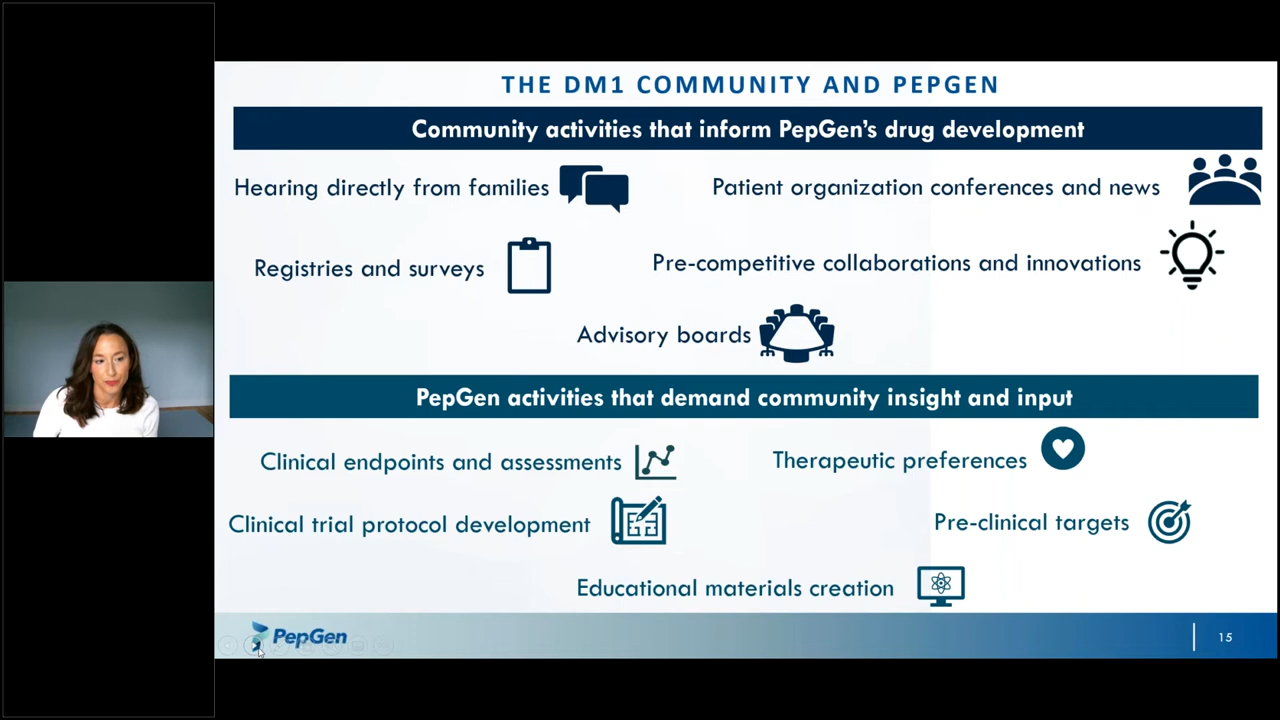 THE DM1 COMMUNITY AND PEPGEN
Community activities that inform PepGen's drug development
Hearing directly from families
Patient organization conferences and news
Registries and surveys
Pre-competitive collaborations and innovations
Advisory boards
PepGen activities that demand community insight and input
Clinical endpoints and assessments
Therapeutic preferences
Clinical trial protocol development
Pre-clinical targets
Educational materials creation
PepGen
15